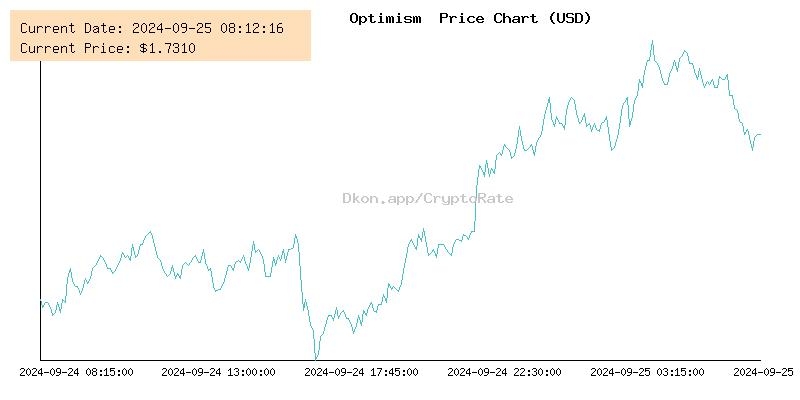 Optimism  Price Chart (USD)
Current Date: 2024-09-25 08:12:16
Current Price: $1.7310
Dkon.app/CryptoRate
2024-09-24 08:15:00 2024-09-24 13:00:00 2024-09-24 17:45:00 2024-09-24 22:30:00 2024-09-25 03:15:00 2024-09-25